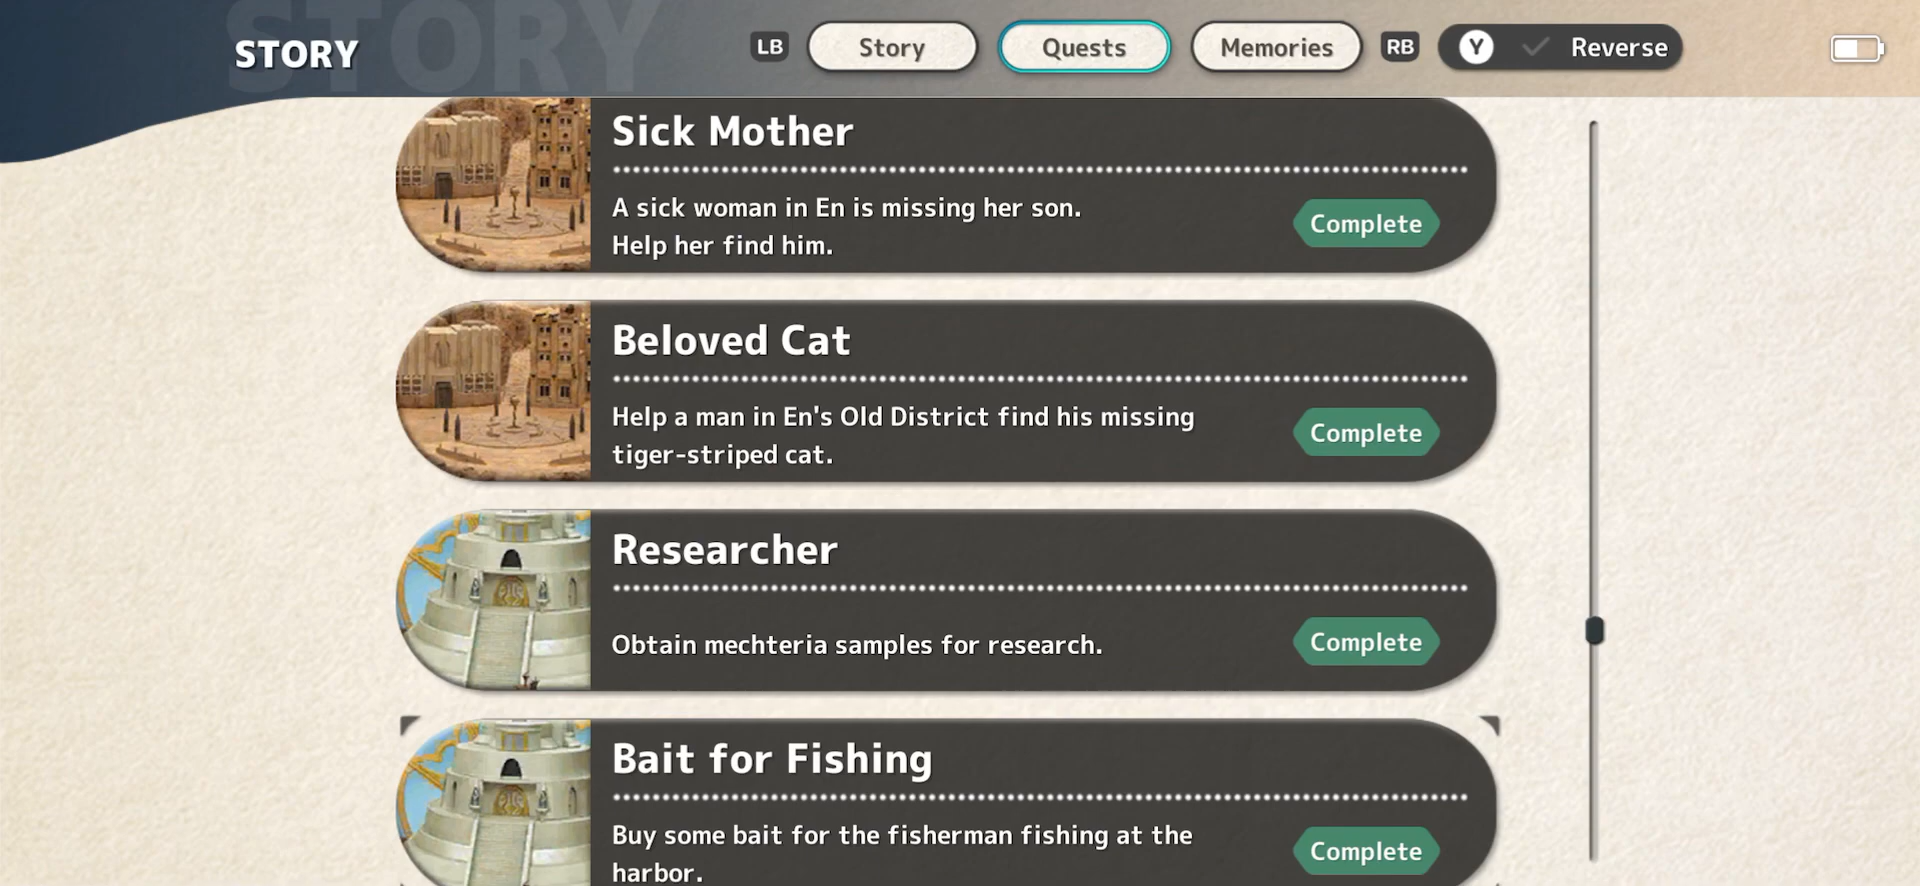 STORY
STORY
LB
Story
Quests
Memories
RB
Y
Reverse
Sick Mother
A sick woman in En is missing her son.
Help her find him.
Complete
Beloved Cat
Help a man in En's Old District find his missing
tiger-striped cat.
Complete
Researcher
Obtain mechteria samples for research.
Complete
Bait for Fishing
Buy some bait for the fisherman fishing at the
harbor.
Complete